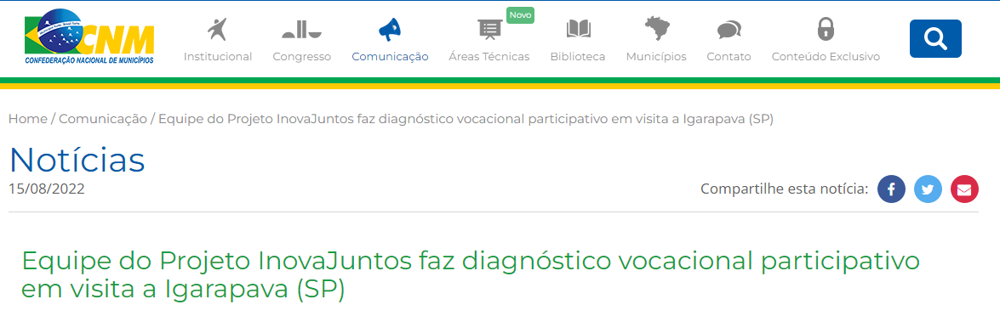 Novo
CNM
CONFEDERAÇÃO NACIONAL DE MUNICÍPIOS
Institucional
Congresso
Comunicação
Áreas Técnicas
Biblioteca
Municípios
Contato
Conteúdo Exclusivo
Home / Comunicação / Equipe do Projeto InovaJuntos faz diagnóstico vocacional participativo em visita a Igarapava (SP)
Notícias
15/08/2022
Compartilhe esta notícia:
Equipe do Projeto InovaJuntos faz diagnóstico vocacional participativo
em visita a Igarapava (SP)